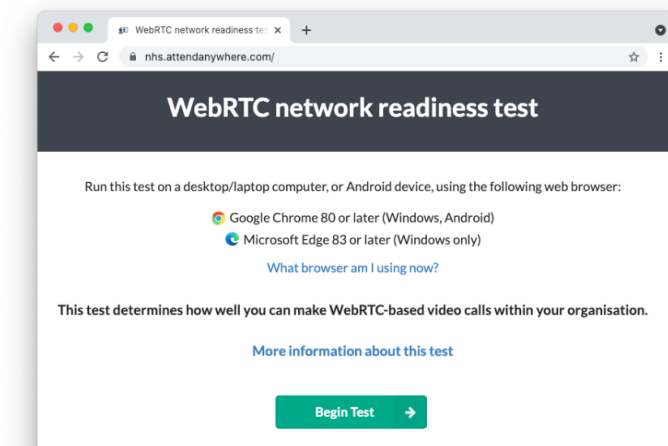 WebRTC network readiness te
nhs.attendanywhere.com/
WebRTC network readiness test
Run this test on a desktop/laptop computer, or Android device, using the following web browser:
Google Chrome 80 or later (Windows, Android)
Microsoft Edge 83 or later (Windows only)
What browser am I using now?
This test determines how well you can make WebRTC-based video calls within your organisation.
More information about this test
Begin Test